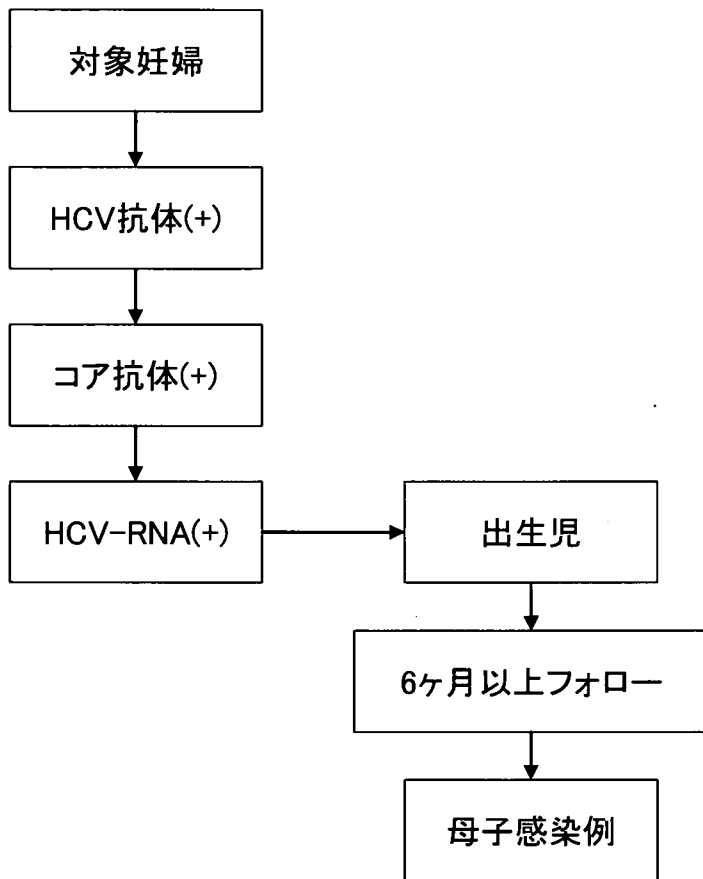 対象妊婦
HCV抗体(+)
コア抗体(+)
HCV-RNA(+)
出生児
6ヶ月以上フォロー
母子感染例